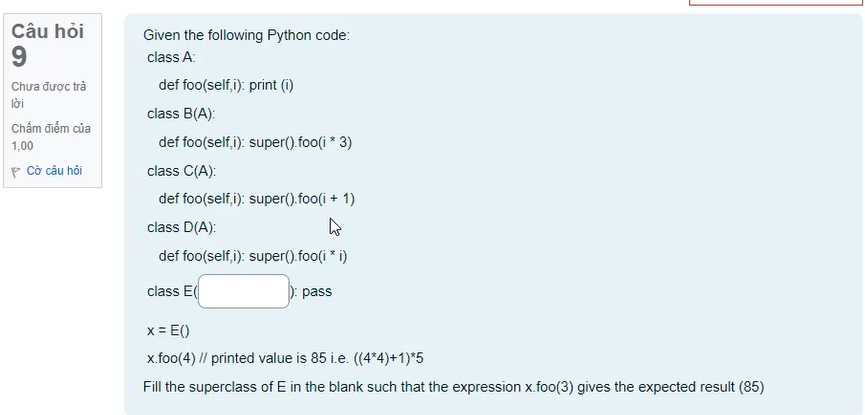 Câu hỏi
9
Chưa được trả
lời
Chấm điểm của
1,00
Cờ câu hỏi
Given the following Python code:
class A:
def foo(self,i): print (i)
class B(A):
def foo(self,i): super().foo(i * 3)
class C(A):
def foo(self,i): super().foo(i + 1)
class D(A):
def foo(self,i): super().foo(i * i)
class E( ): pass
x = E()
x.foo(4) // printed value is 85 i.e. ((4*4)+1)*5
Fill the superclass of E in the blank such that the expression x.foo(3) gives the expected result (85)